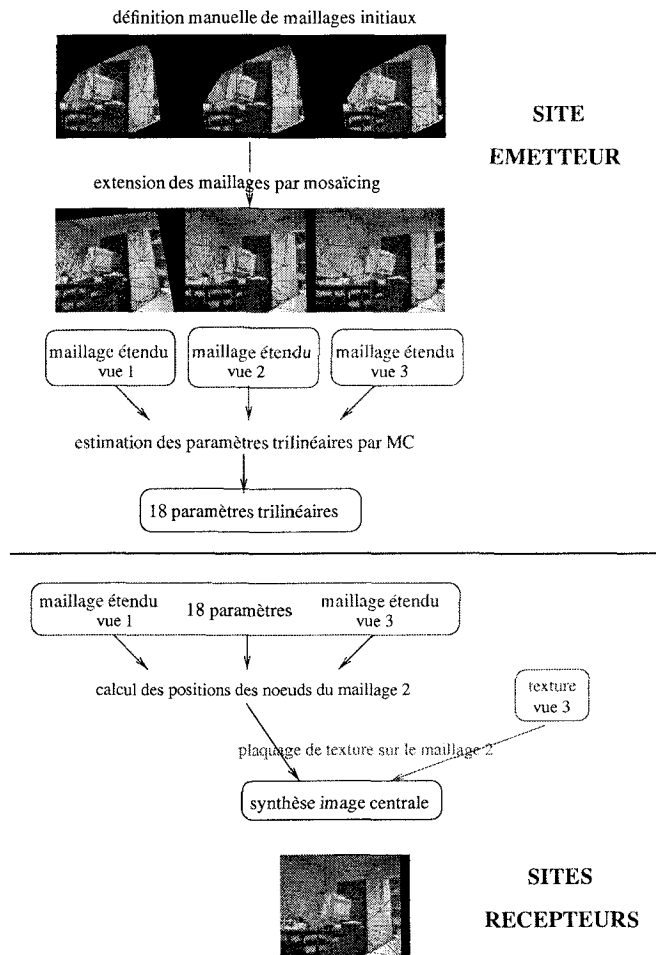 définition manuelle de maillages initiaux
SITE
EMETTEUR
extension des maillages par mosaïcing
maillage étendu
vue 1
maillage étendu
vue 2
maillage étendu
vue 3
estimation des paramètres trilinéaires par MC
18 paramètres trilinéaires
maillage étendu
vue 1
18 paramètres
maillage étendu
vue 3
calcul des positions des noeuds du maillage 2
texture
vue 3
plaquage de texture sur le maillage 2
synthèse image centrale
SITES
RECEPTEURS